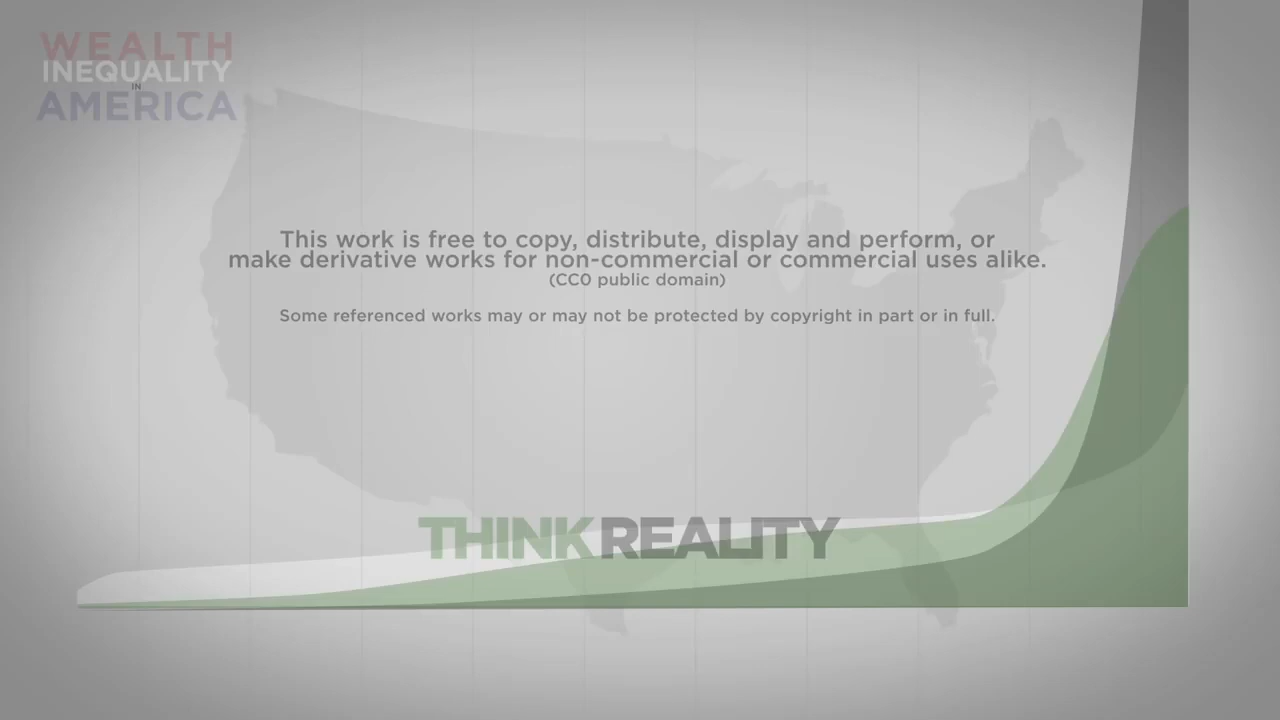 WEALTH
INEQUALITY
IN
AMERICA
This work is free to copy, distribute, display and perform, or
make derivative works for non-commercial or commercial uses alike.
(CC0 public domain)
Some referenced works may or may not be protected by copyright in part or in full.
THINKREALITY